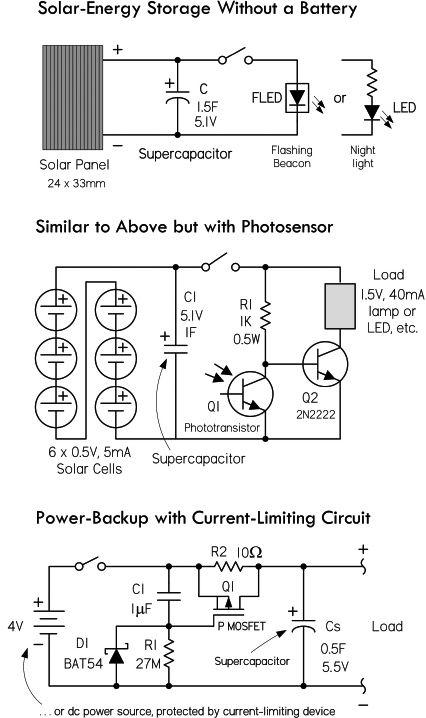 Solar-Energy Storage Without a Battery
+
C
1.5F
5.1V
+
FLED
or
LED
−
Solar Panel
24 x 33mm
Supercapacitor
Flashing
Beacon
Night
light
Similar to Above but with Photosensor
C1
5.1V
1F
+
R1
1K
0.5W
Load
1.5V, 40mA
lamp or
LED, etc.
+ +
+ +
+ +
Q1
Phototransistor
Q2
2N2222
6 x 0.5V, 5mA
Solar Cells
Supercapacitor
Power-Backup with Current-Limiting Circuit
R2 10Ω
+
C1
1µF
Q1
P MOSFET
+
4V
−
D1
BAT54
R1
27M
+
Cs
0.5F
5.5V
Load
Supercapacitor
−
. . . or dc power source, protected by current-limiting device